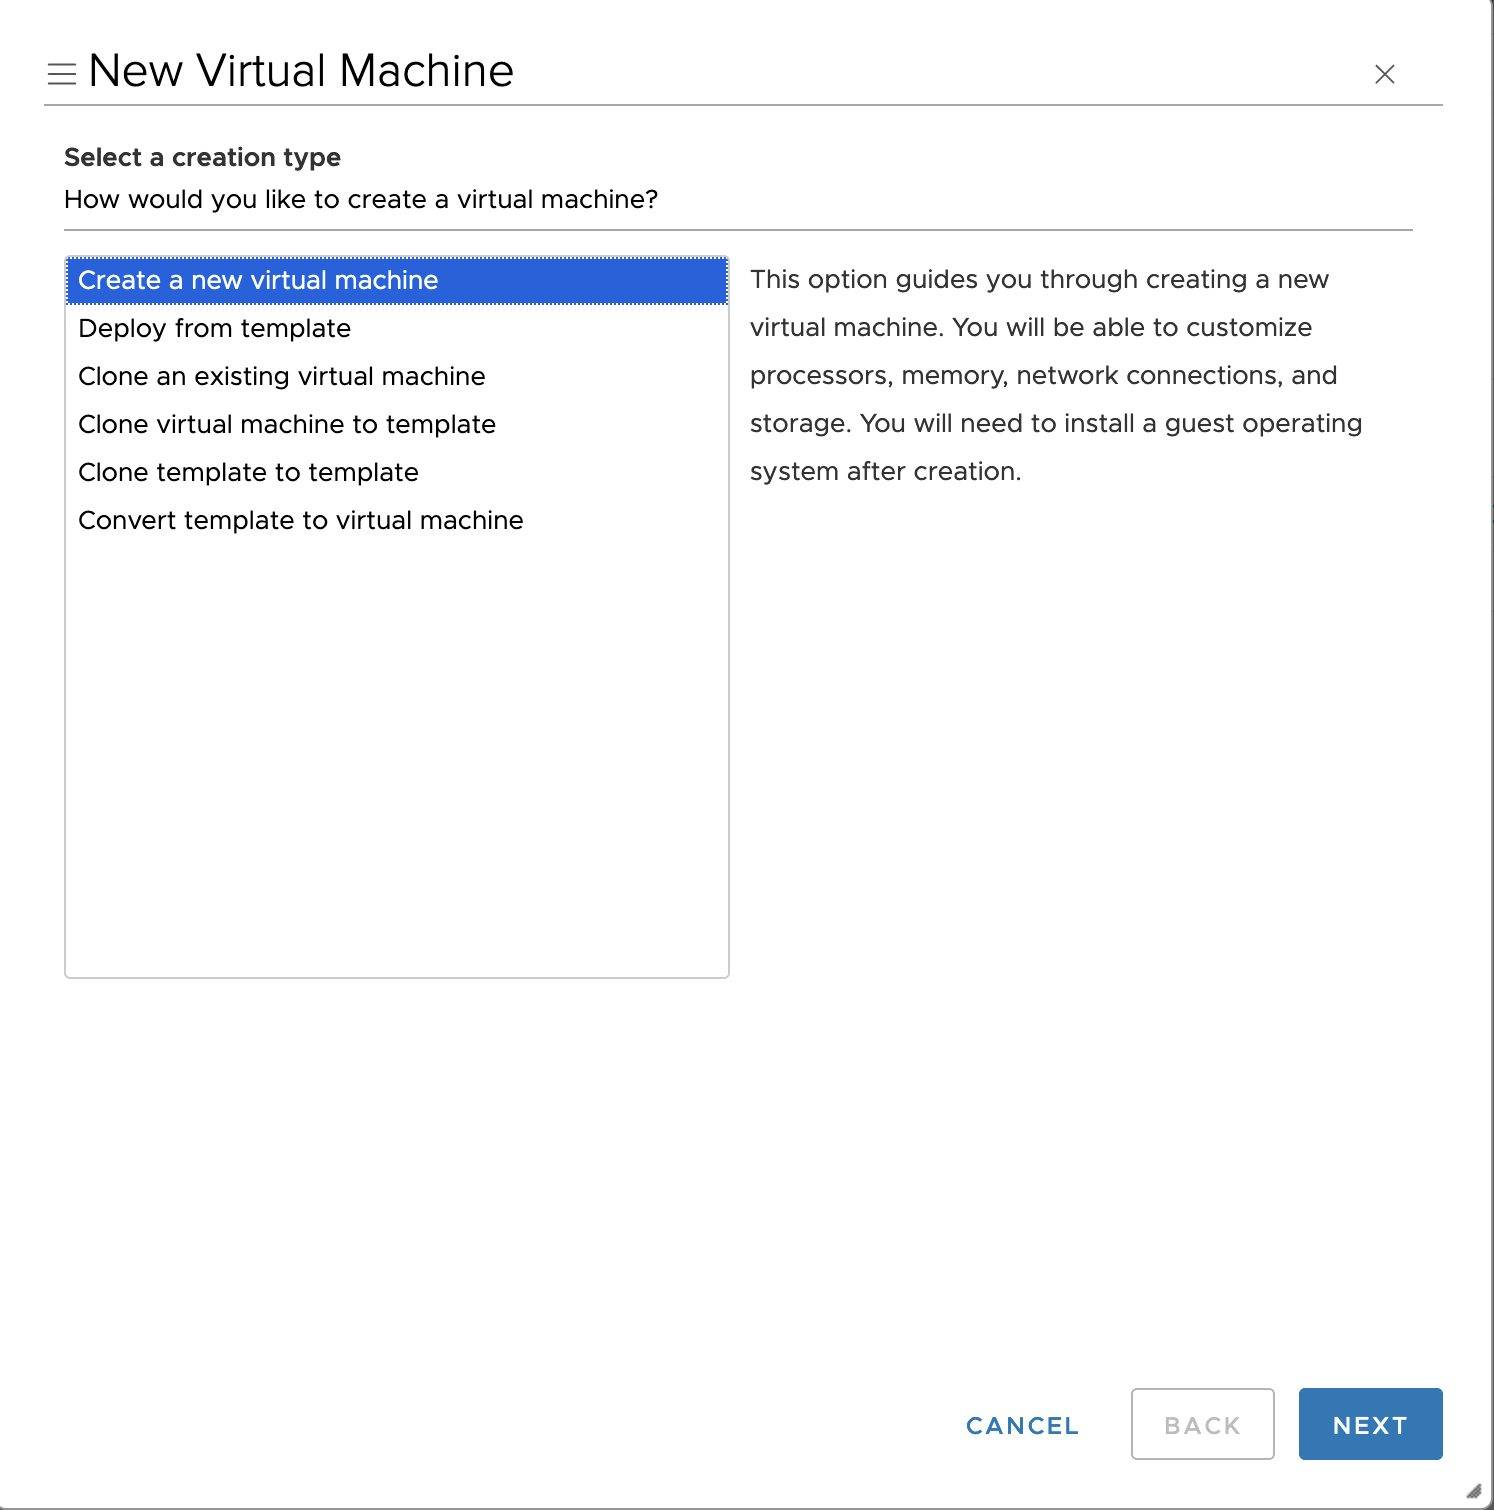 New Virtual Machine
Select a creation type
How would you like to create a virtual machine?
Create a new virtual machine
Deploy from template
Clone an existing virtual machine
Clone virtual machine to template
Clone template to template
Convert template to virtual machine
This option guides you through creating a new
virtual machine. You will be able to customize
processors, memory, network connections, and
storage. You will need to install a guest operating
system after creation.
CANCEL
BACK
NEXT